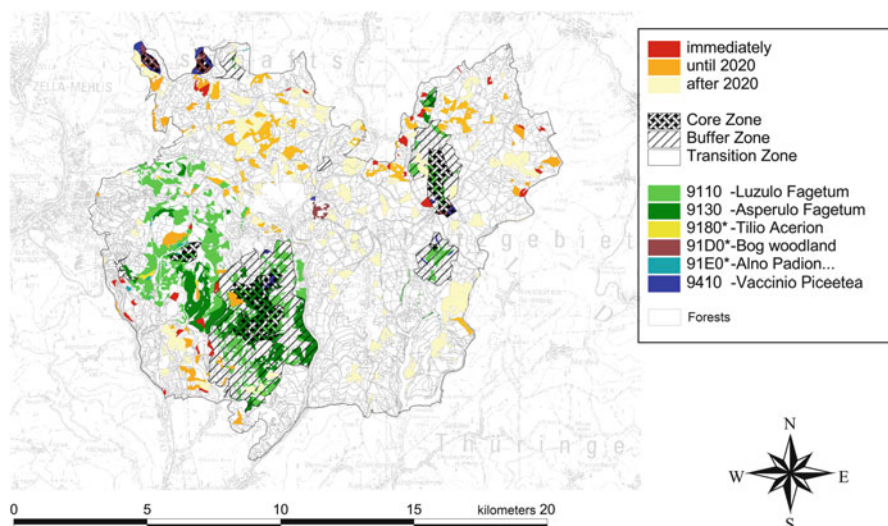 s c h a f t s
ZELLA-MEHLIS
g e b i e
T h ü r i n g e
immediately
until 2020
after 2020
Core Zone
Buffer Zone
Transition Zone
9110 -Luzulo Fagetum
9130 -Asperulo Fagetum
9180*-Tilio Acerion
91D0*-Bog woodland
91E0*-Alno Padion...
9410 -Vaccinio Piceetea
Forests
N
W E
S
0 5 10 15 kilometers 20